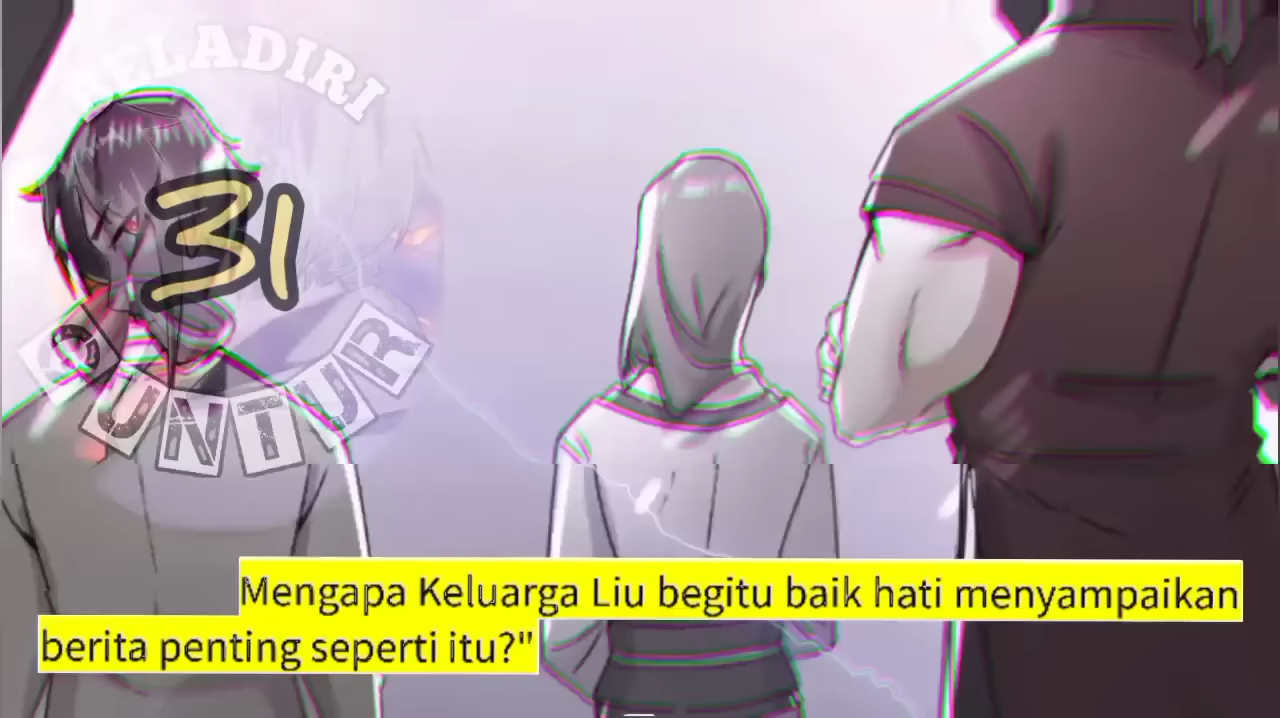 BELADIRI
31
GUNTUR
Mengapa Keluarga Liu begitu baik hati menyampaikan
berita penting seperti itu?"